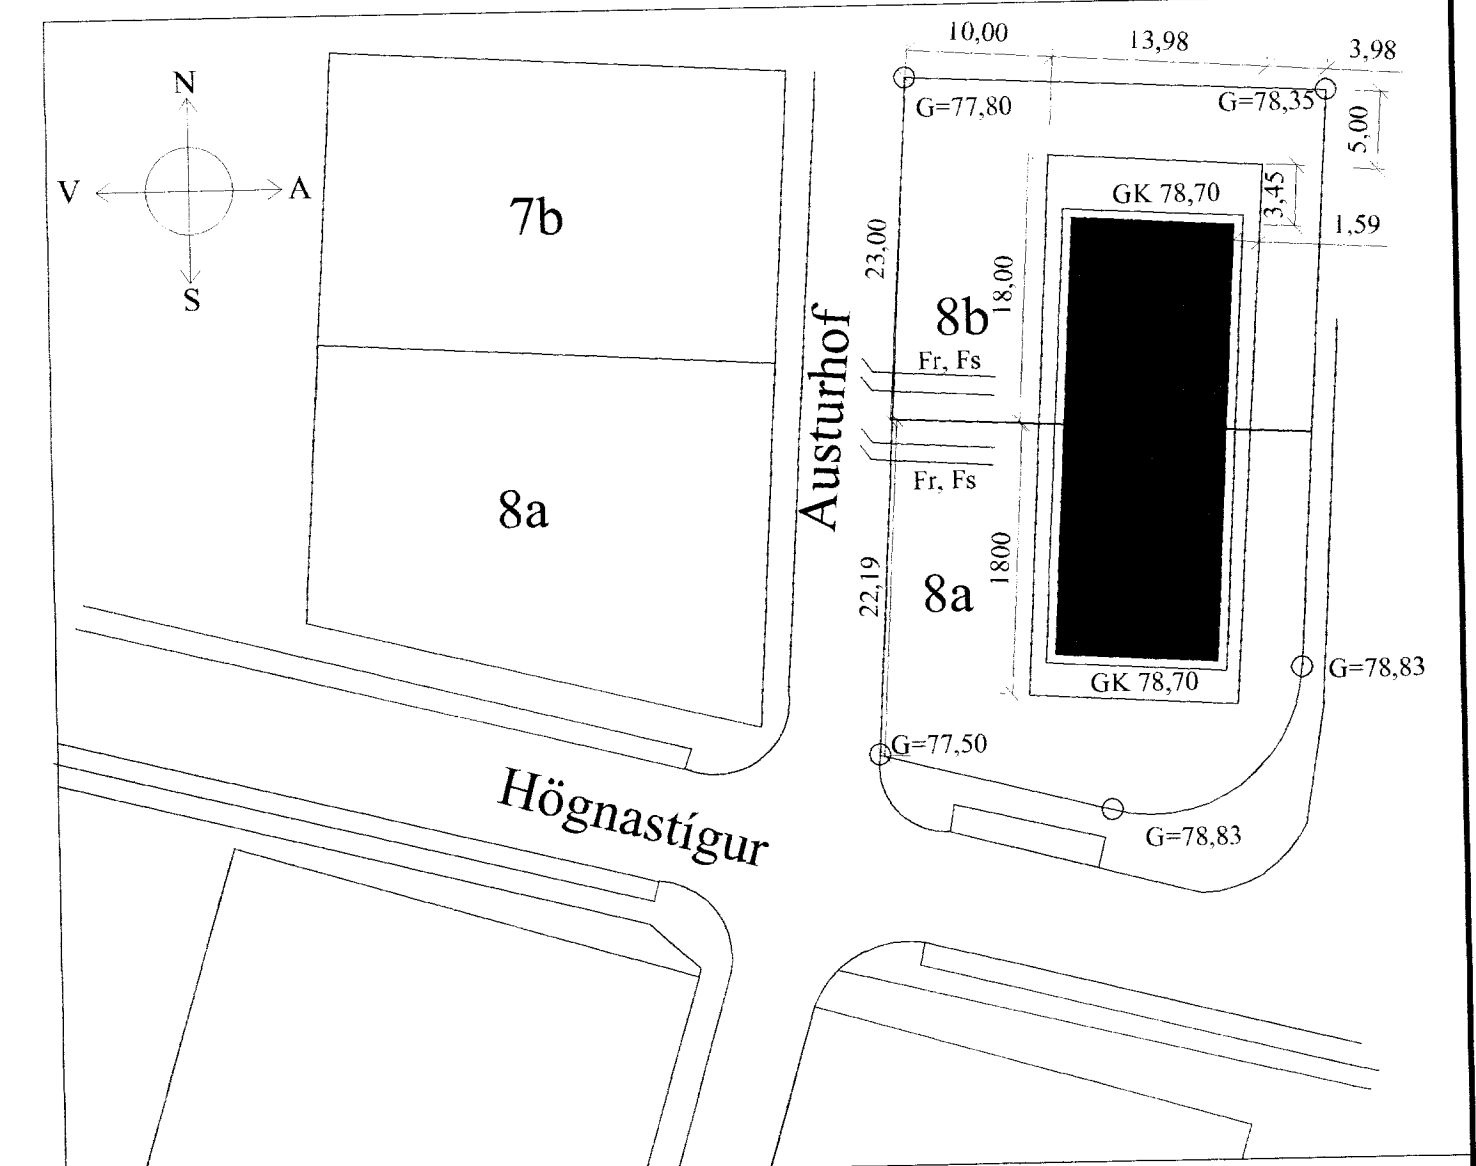 10,00
13,98
3,98
N
V
A
S
G=77,80
G=78,35
5,00
7b
GK 78,70
3,45
1,59
23,00
18,00
8b
Fr, Fs
Austurhof
Fr, Fs
8a
22,19
1800
8a
G=78,83
GK 78,70
G=77,50
Högnastígur
G=78,83